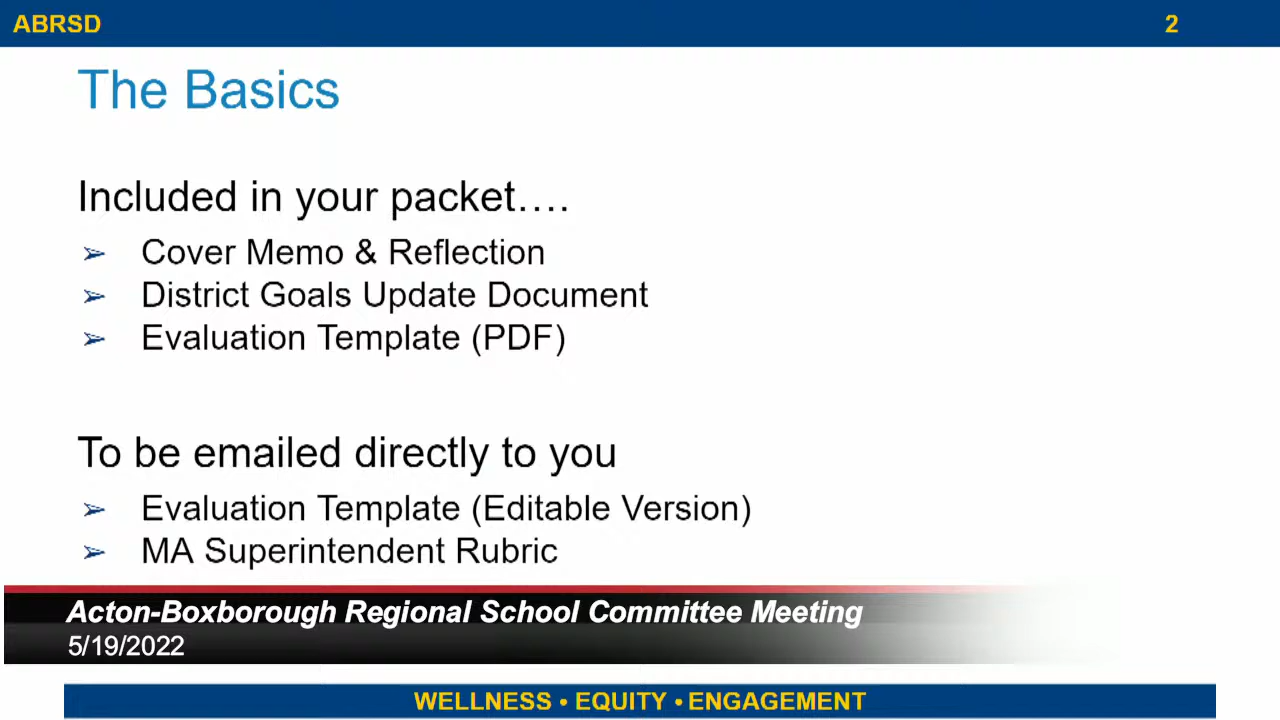 ABRSD
2
The Basics
Included in your packet….
➢ Cover Memo & Reflection
➢ District Goals Update Document
➢ Evaluation Template (PDF)
To be emailed directly to you
➢ Evaluation Template (Editable Version)
➢ MA Superintendent Rubric
Acton-Boxborough Regional School Committee Meeting
5/19/2022
WELLNESS • EQUITY • ENGAGEMENT